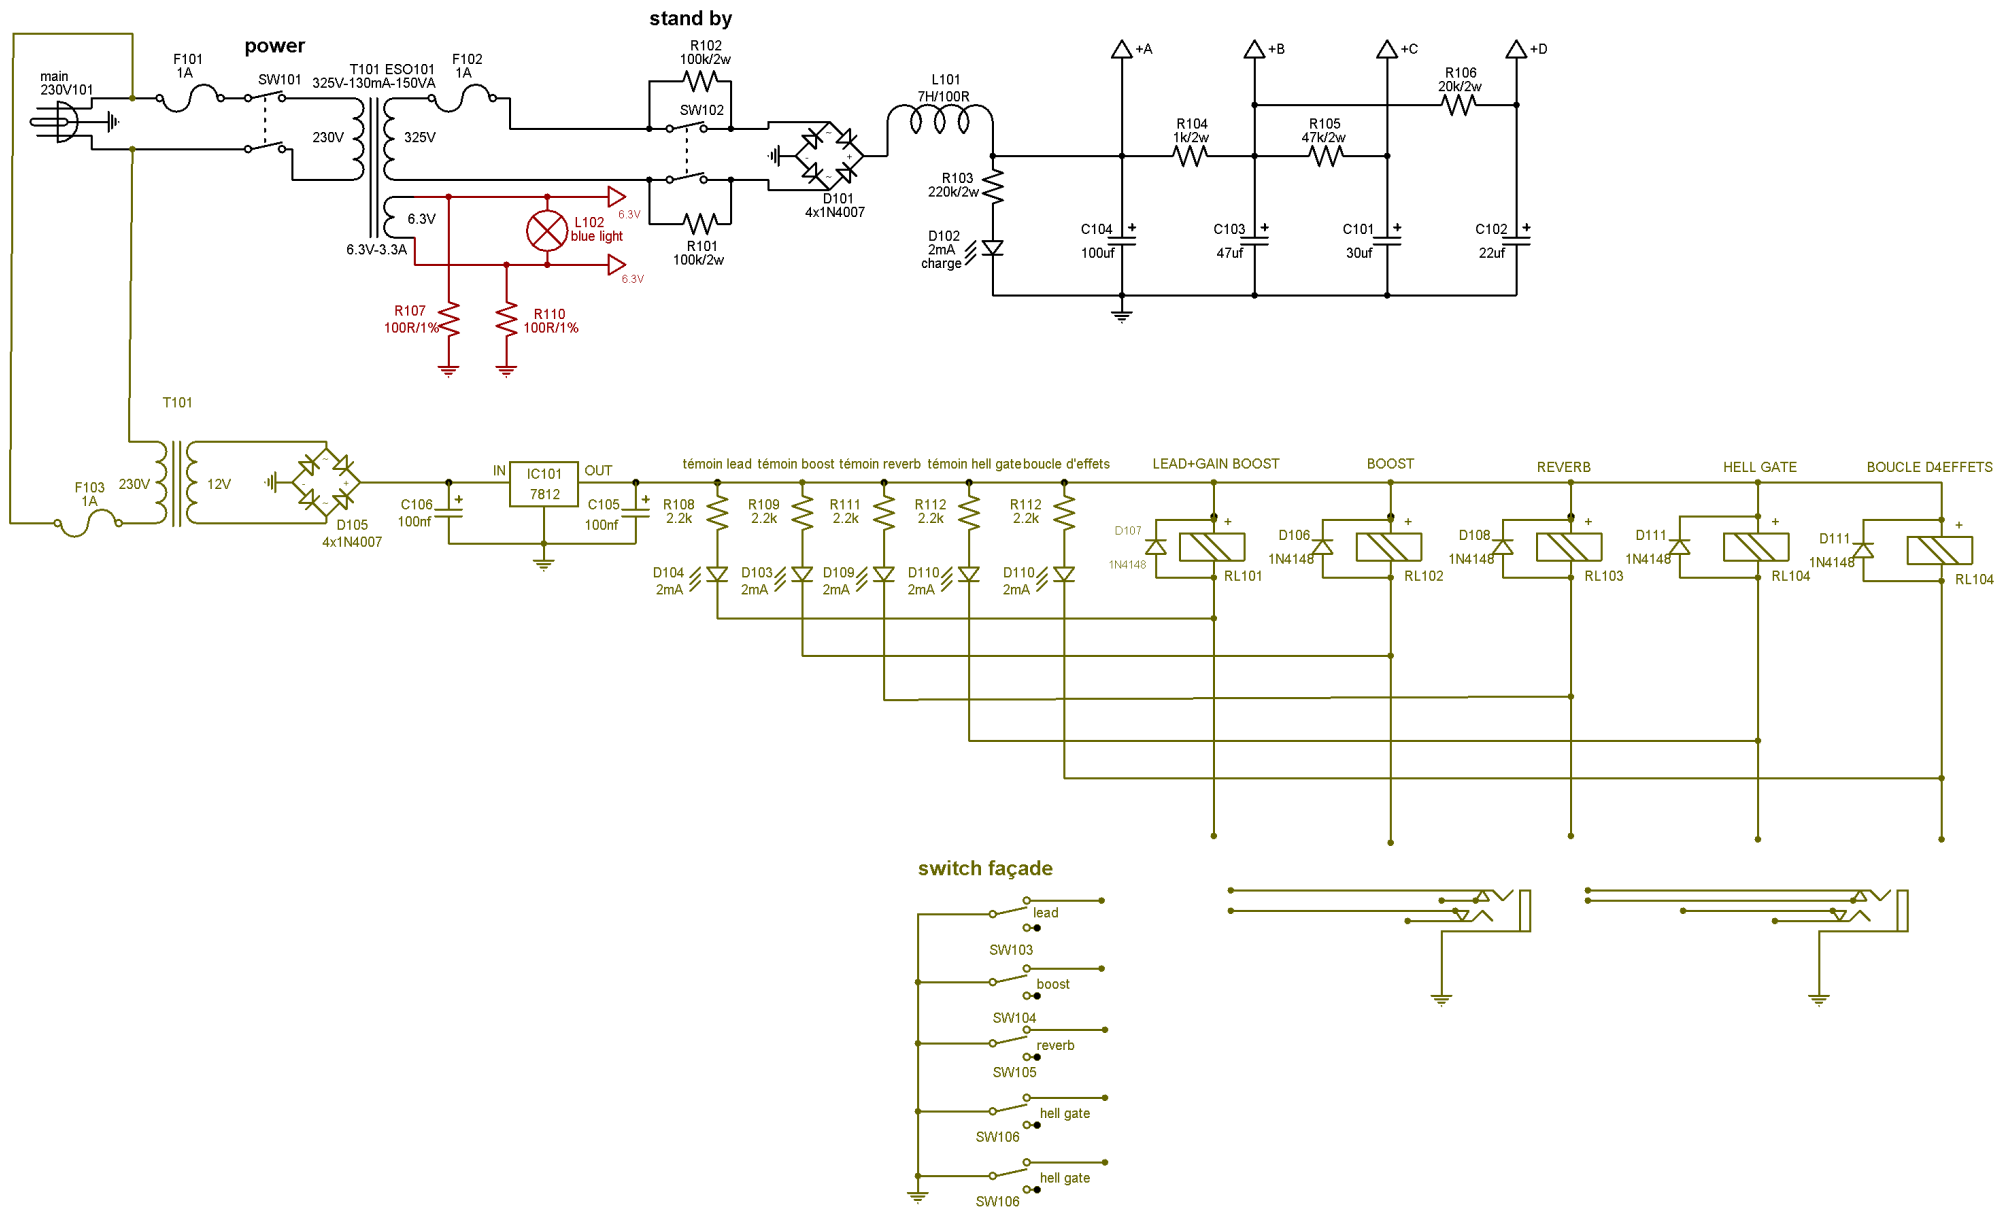 stand by
power
main
230V101
F101
1A
SW101
T101 ESO101
325V-130mA-150VA
F102
1A
R102
100k/2w
SW102
230V
325V
6.3V
6.3V-3.3A
L102
blue light
6.3V
6.3V
R101
100k/2w
R107
100R/1%
R110
100R/1%
~
-
+
~
D101
4x1N4007
L101
7H/100R
R103
220k/2w
D102
2mA
charge
+A
+B
+C
+D
R104
1k/2w
R105
47k/2w
R106
20k/2w
C104
+
100uf
C103
+
47uf
C101
+
30uf
C102
+
22uf
T101
F103
1A
230V
12V
~
-
+
~
D105
4x1N4007
C106
+
100nf
IN
IC101
7812
OUT
C105
+
100nf
témoin lead
témoin boost
témoin reverb
témoin hell gate
boucle d'effets
LEAD+GAIN BOOST
BOOST
REVERB
HELL GATE
BOUCLE D4EFFETS
R108
2.2k
R109
2.2k
R111
2.2k
R112
2.2k
R112
2.2k
D104
2mA
D103
2mA
D109
2mA
D110
2mA
D110
2mA
D107
1N4148
+
RL101
D106
1N4148
+
RL102
D108
1N4148
+
RL103
D111
1N4148
+
RL104
D111
1N4148
+
RL104
switch façade
lead
SW103
boost
SW104
reverb
SW105
hell gate
SW106
hell gate
SW106